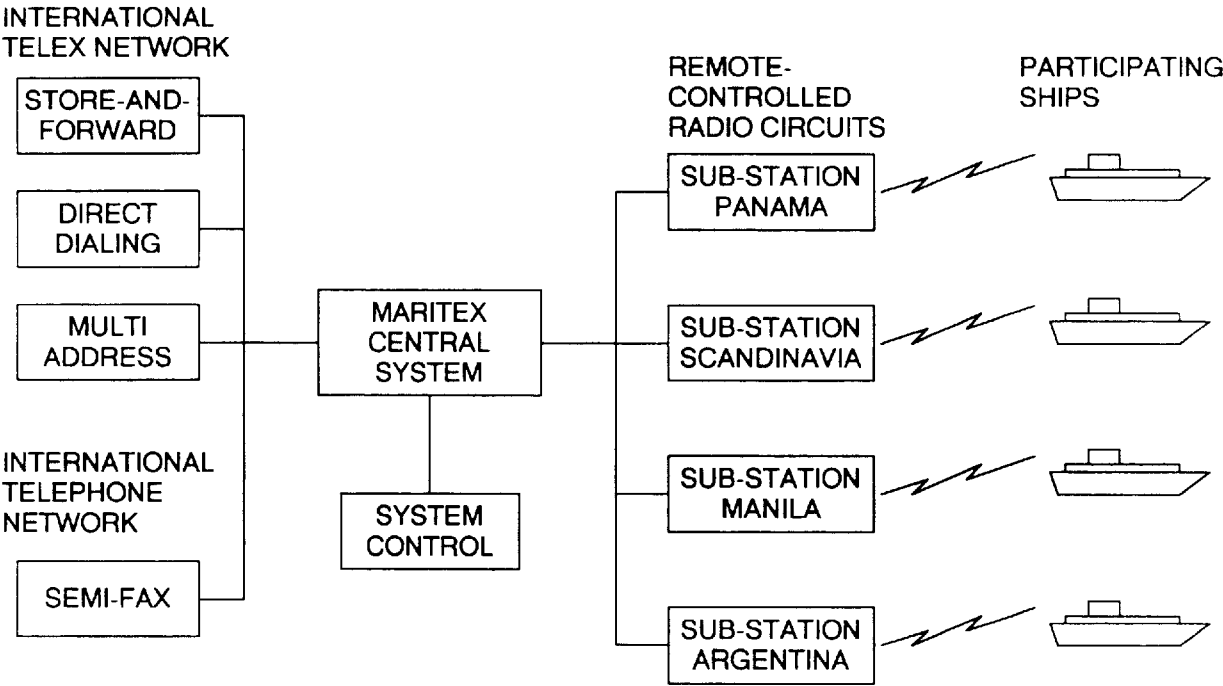 INTERNATIONAL
TELEX NETWORK
STORE-AND-
FORWARD
DIRECT
DIALING
MULTI
ADDRESS
INTERNATIONAL
TELEPHONE
NETWORK
SEMI-FAX
MARITEX
CENTRAL
SYSTEM
SYSTEM
CONTROL
REMOTE-
CONTROLLED
RADIO CIRCUITS
SUB-STATION
PANAMA
SUB-STATION
SCANDINAVIA
SUB-STATION
MANILA
SUB-STATION
ARGENTINA
PARTICIPATING
SHIPS